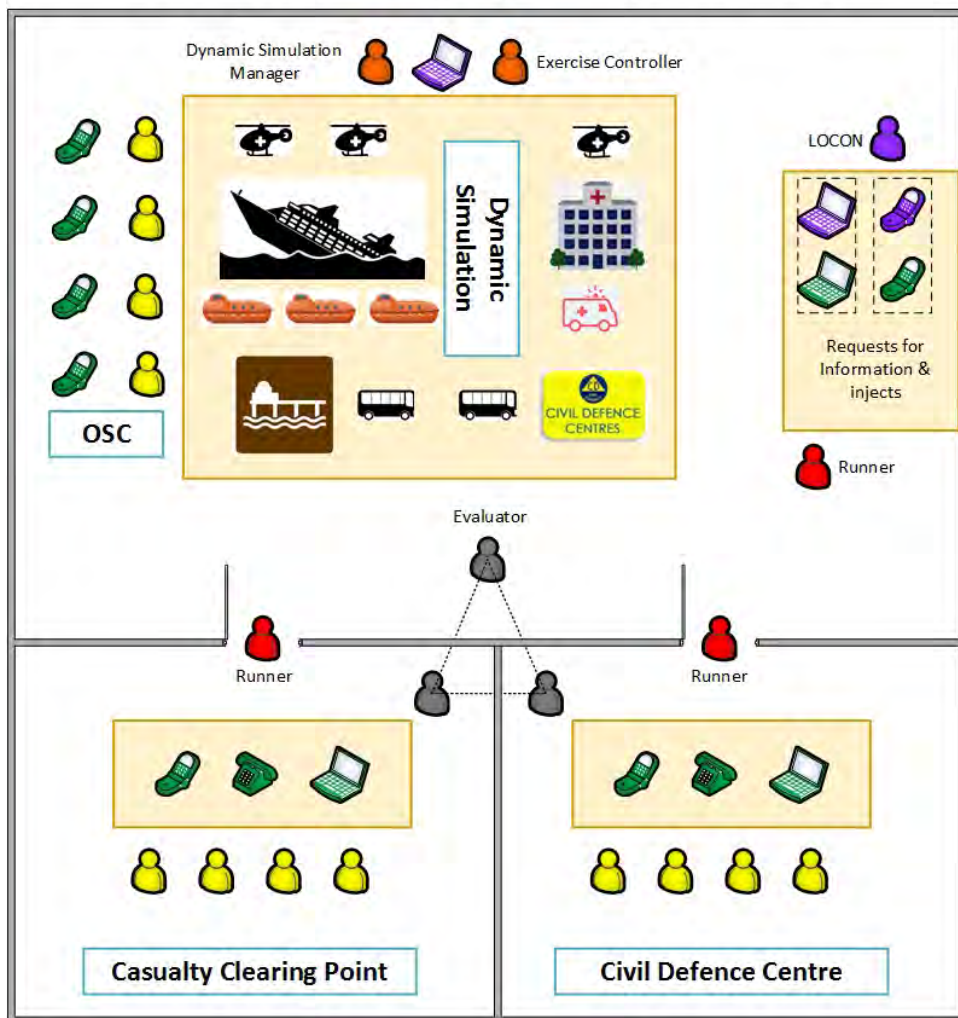 Dynamic Simulation
Manager
Exercise Controller
LOCON
Dynamic
Simulation
Requests for
Information &
injects
CD
CIVIL DEFENCE
CENTRES
OSC
Runner
Evaluator
Runner
Runner
Casualty Clearing Point
Civil Defence Centre